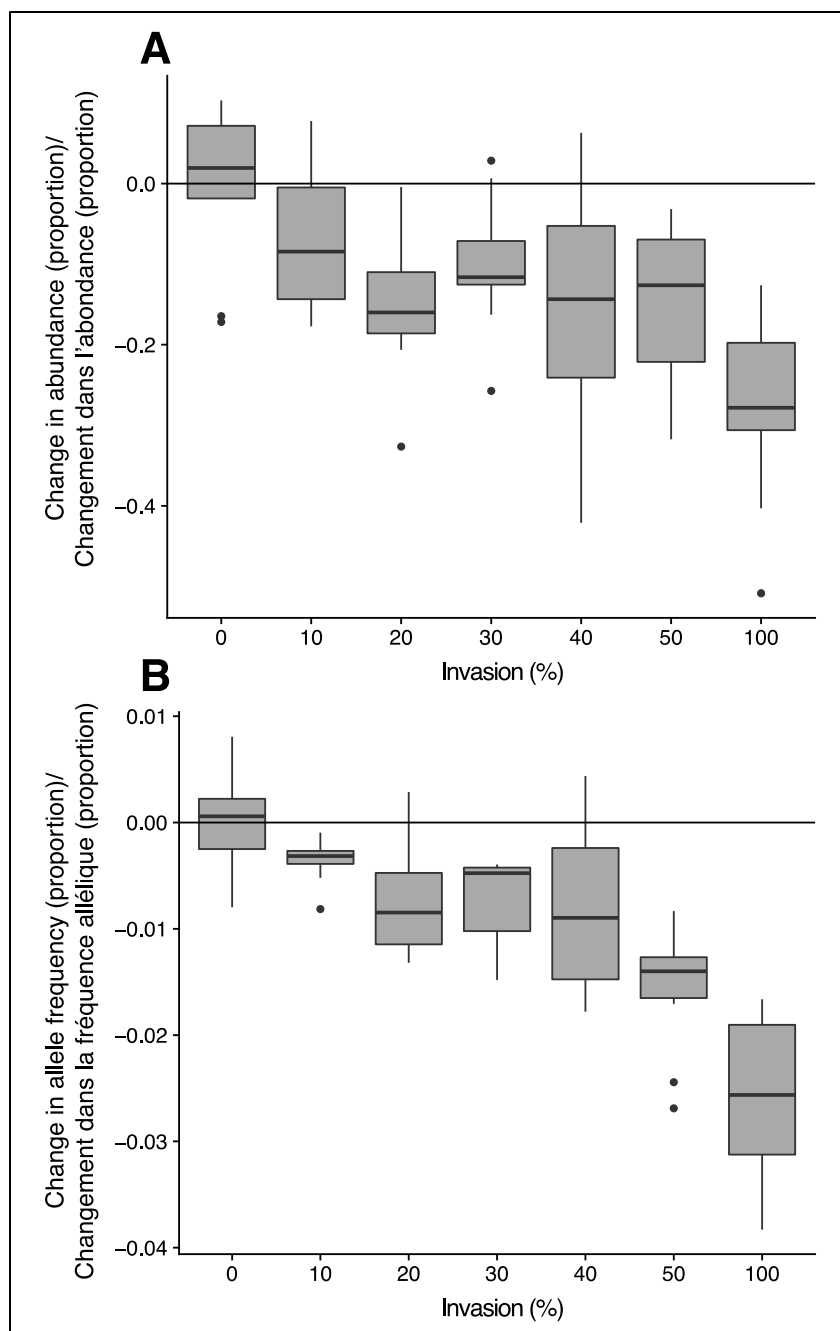 A
Change in abundance (proportion)/
Changement dans l'abondance (proportion)
0.0
−0.2
−0.4
0 10 20 30 40 50 100
Invasion (%)
B
Change in allele frequency (proportion)/
Changement dans la fréquence allélique (proportion)
0.01
0.00
−0.01
−0.02
−0.03
−0.04
0 10 20 30 40 50 100
Invasion (%)